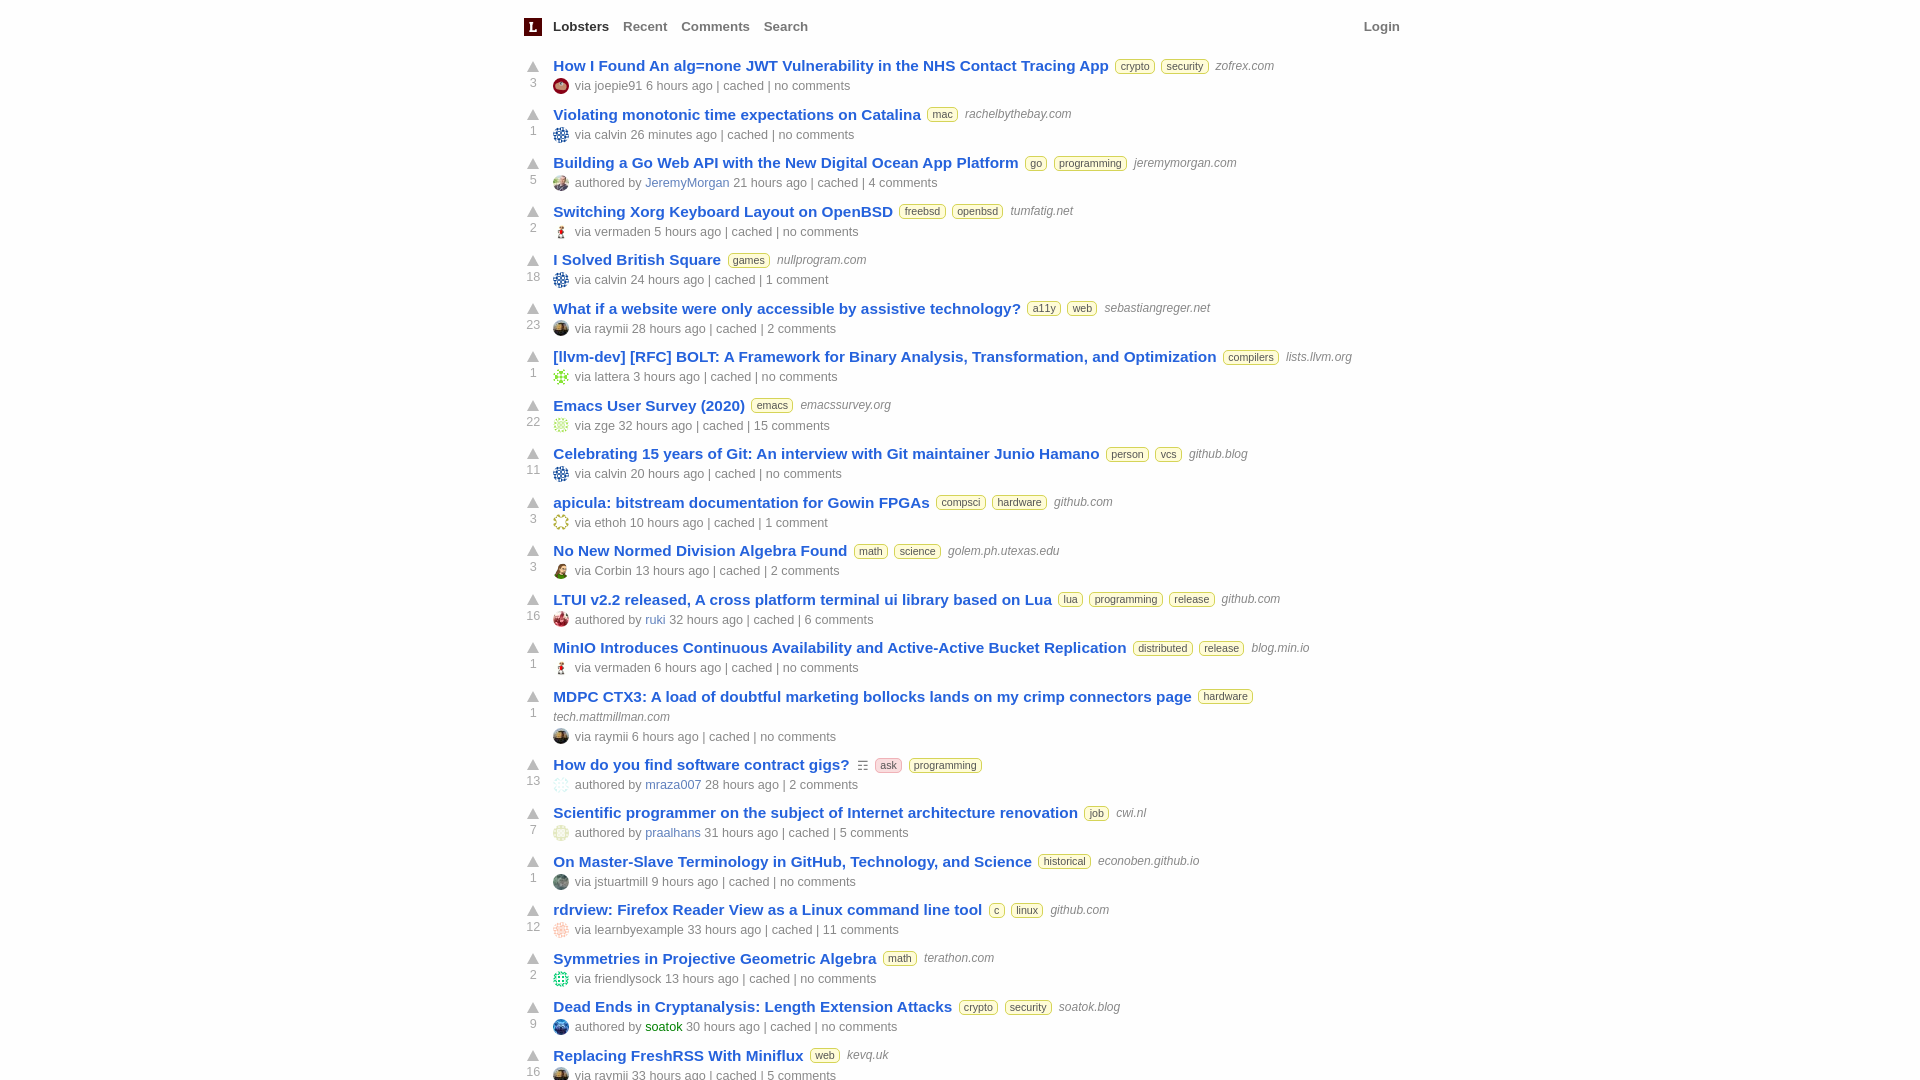 L Lobsters Recent Comments Search Login
How I Found An alg=none JWT Vulnerability in the NHS Contact Tracing App crypto security zofrex.com
3 via joepie91 6 hours ago | cached | no comments
Violating monotonic time expectations on Catalina mac rachelbythebay.com
1 via calvin 26 minutes ago | cached | no comments
Building a Go Web API with the New Digital Ocean App Platform go programming jeremymorgan.com
5 authored by JeremyMorgan 21 hours ago | cached | 4 comments
Switching Xorg Keyboard Layout on OpenBSD freebsd openbsd tumfatig.net
2 via vermaden 5 hours ago | cached | no comments
I Solved British Square games nullprogram.com
18 via calvin 24 hours ago | cached | 1 comment
What if a website were only accessible by assistive technology? a11y web sebastiangreger.net
23 via raymii 28 hours ago | cached | 2 comments
[llvm-dev] [RFC] BOLT: A Framework for Binary Analysis, Transformation, and Optimization compilers lists.llvm.org
1 via lattera 3 hours ago | cached | no comments
Emacs User Survey (2020) emacs emacssurvey.org
22 via zge 32 hours ago | cached | 15 comments
Celebrating 15 years of Git: An interview with Git maintainer Junio Hamano person vcs github.blog
11 via calvin 20 hours ago | cached | no comments
apicula: bitstream documentation for Gowin FPGAs compsci hardware github.com
3 via ethoh 10 hours ago | cached | 1 comment
No New Normed Division Algebra Found math science golem.ph.utexas.edu
3 via Corbin 13 hours ago | cached | 2 comments
LTUI v2.2 released, A cross platform terminal ui library based on Lua lua programming release github.com
16 authored by ruki 32 hours ago | cached | 6 comments
MinIO Introduces Continuous Availability and Active-Active Bucket Replication distributed release blog.min.io
1 via vermaden 6 hours ago | cached | no comments
MDPC CTX3: A load of doubtful marketing bollocks lands on my crimp connectors page hardware
1 tech.mattmillman.com
via raymii 6 hours ago | cached | no comments
How do you find software contract gigs? ☶ ask programming
13 authored by mraza007 28 hours ago | 2 comments
Scientific programmer on the subject of Internet architecture renovation job cwi.nl
7 authored by praalhans 31 hours ago | cached | 5 comments
On Master-Slave Terminology in GitHub, Technology, and Science historical econoben.github.io
1 via jstuartmill 9 hours ago | cached | no comments
rdrview: Firefox Reader View as a Linux command line tool c linux github.com
12 via learnbyexample 33 hours ago | cached | 11 comments
Symmetries in Projective Geometric Algebra math terathon.com
2 via friendlysock 13 hours ago | cached | no comments
Dead Ends in Cryptanalysis: Length Extension Attacks crypto security soatok.blog
9 authored by soatok 30 hours ago | cached | no comments
Replacing FreshRSS With Miniflux web kevq.uk
16 via raymii 33 hours ago | cached | 5 comments